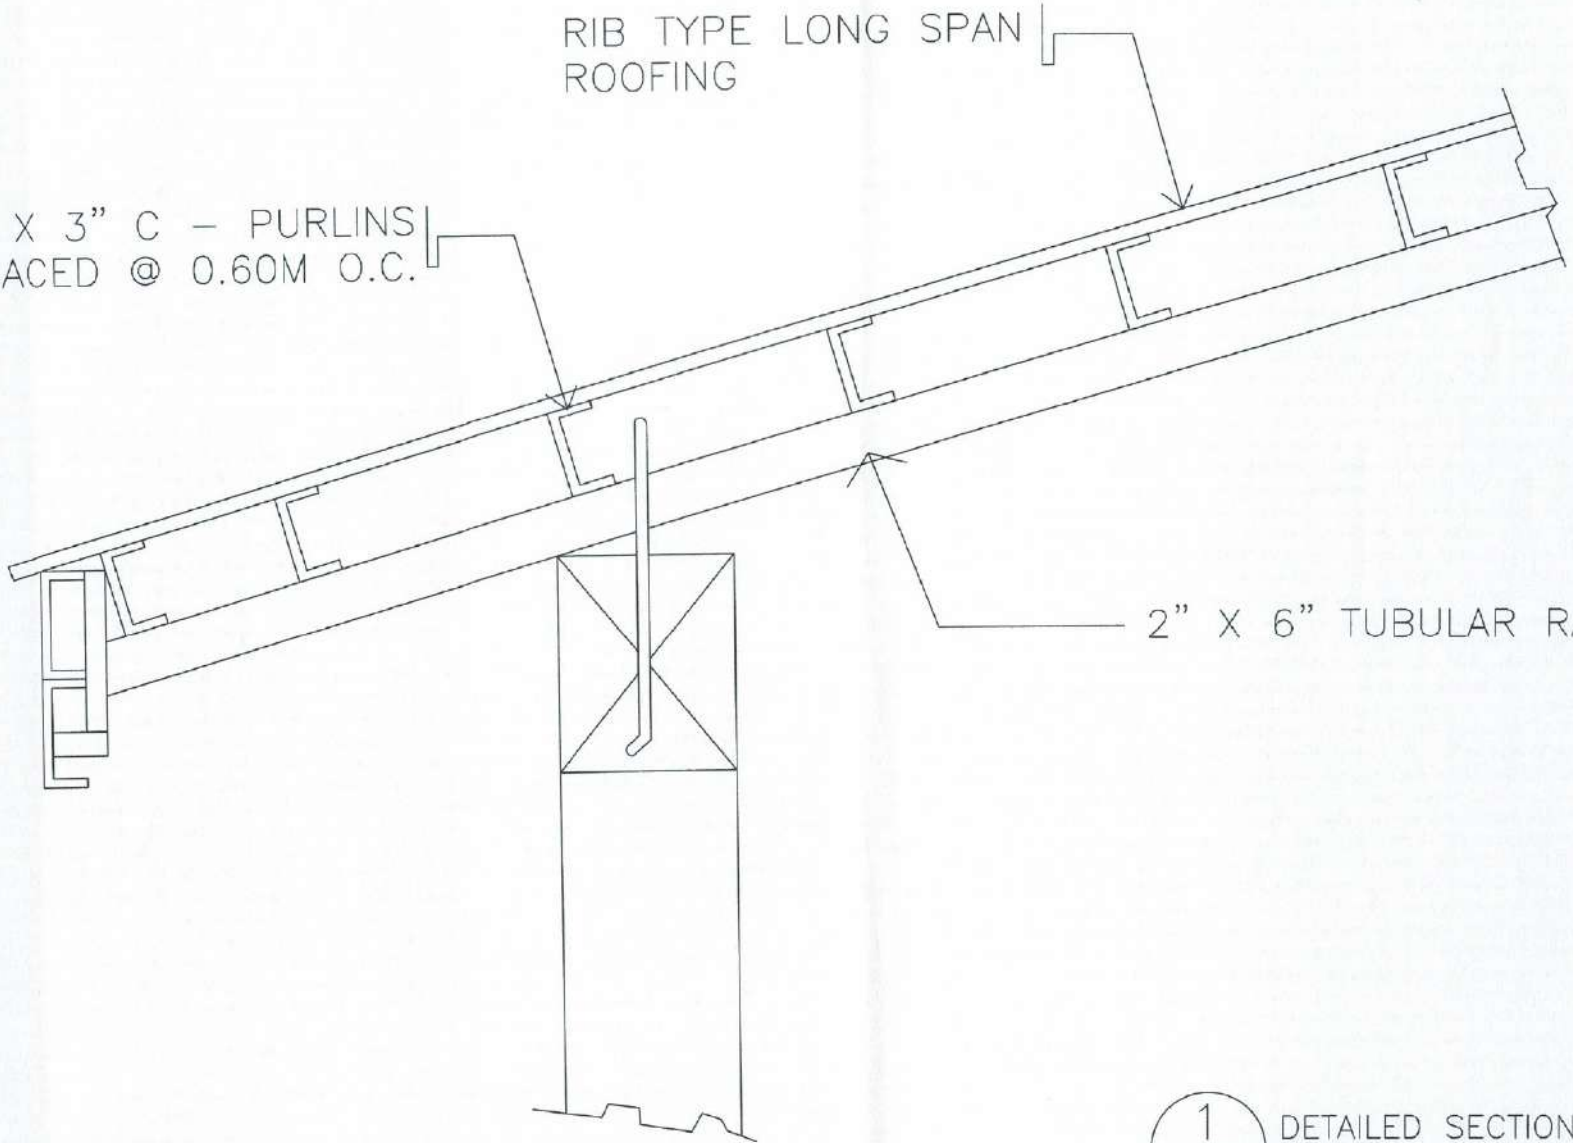 RIB TYPE LONG SPAN
ROOFING
X 3” C – PURLINS
ACED @ 0.60M O.C.
2” X 6” TUBULAR R
1 DETAILED SECTION